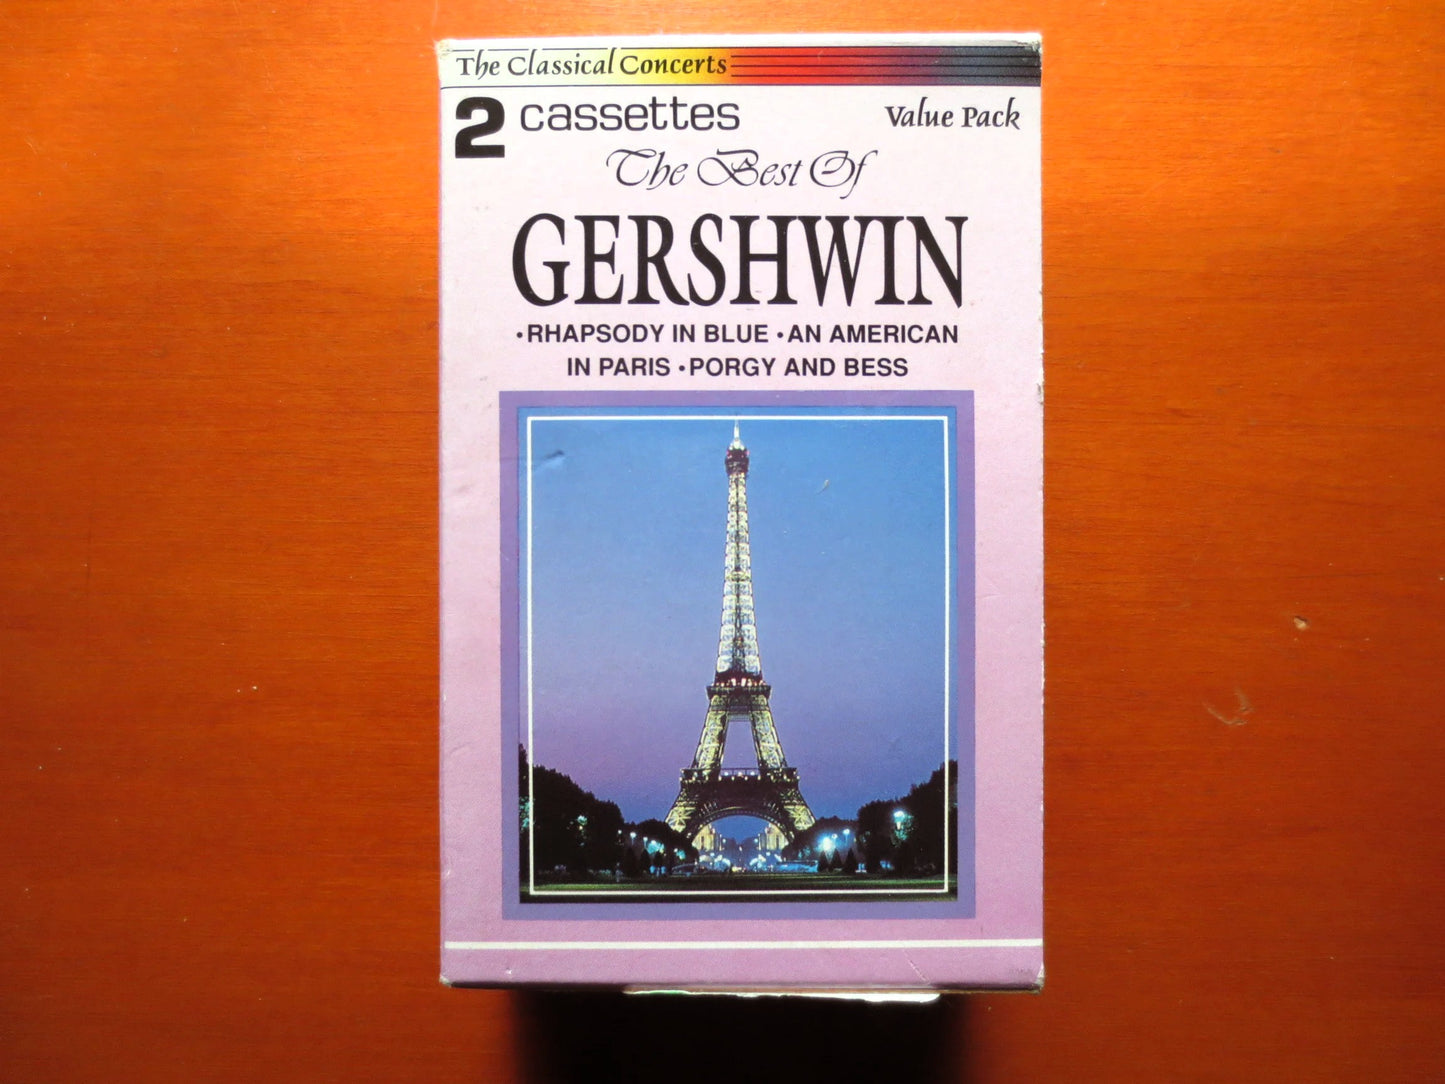 The Classical Concerts
2 cassettes Value Pack
The Best Of
GERSHWIN
•RHAPSODY IN BLUE •AN AMERICAN
IN PARIS •PORGY AND BESS